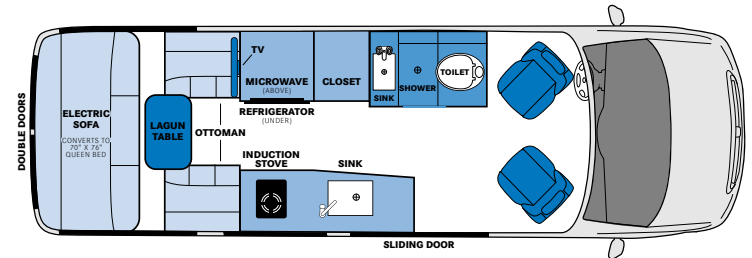 DOUBLE DOORS
ELECTRIC
SOFA
CONVERTS TO
70" X 76"
QUEEN BED
LAGUN
TABLE
OTTOMAN
TV
MICROWAVE
(ABOVE)
REFRIGERATOR
(UNDER)
CLOSET
SINK
SHOWER
TOILET
INDUCTION
STOVE
SINK
SLIDING DOOR